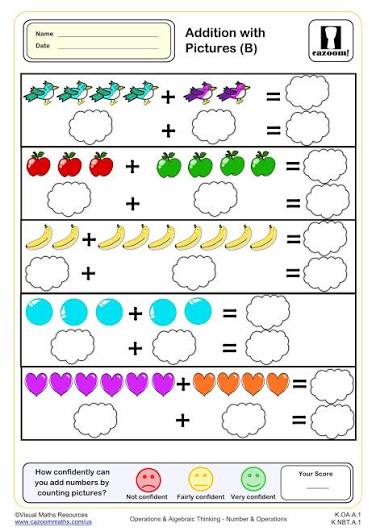 Name
Date
Addition with
Pictures (B)
cazoom!
+ =
+ =
+ =
+ =
+ =
+ =
+ =
+ =
+ =
+ =
How confidently can
you add numbers by
counting pictures?
Not confident
Fairly confident
Very confident
Your Score
©Visual Maths Resources
www.cazoommaths.com/us
Operations & Algebraic Thinking - Number & Operations
K.OA.A.1
K.NBT.A.1